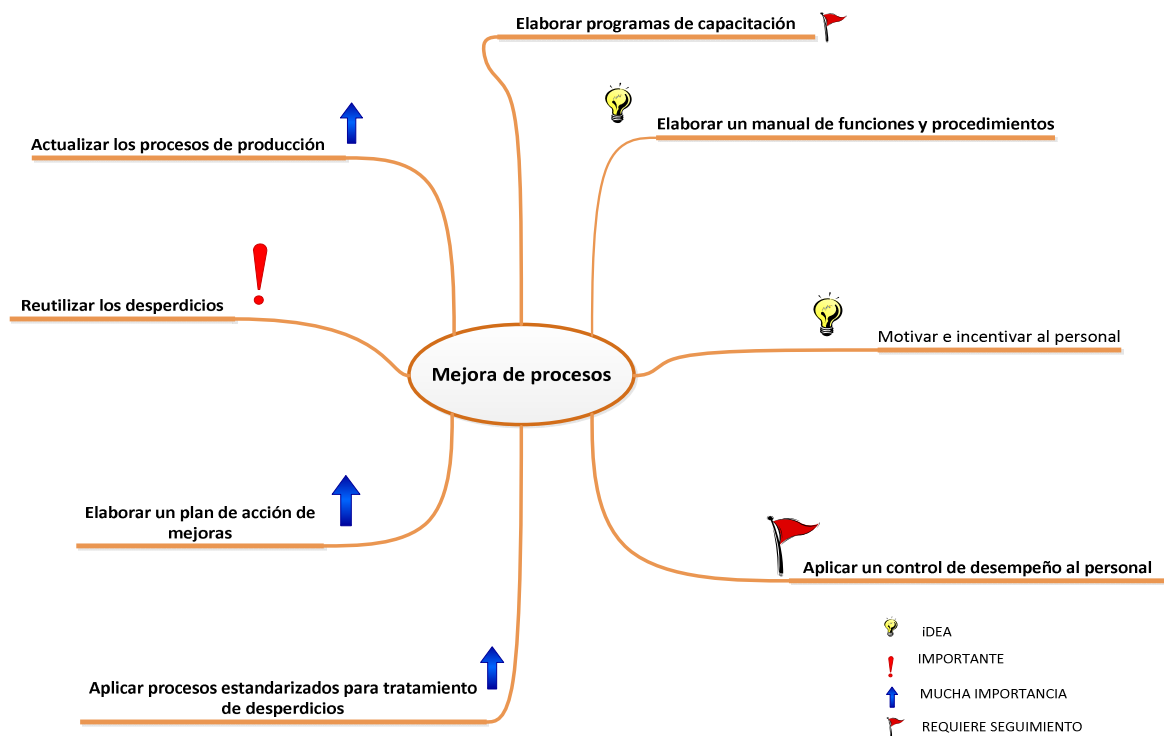 Elaborar programas de capacitación
Elaborar un manual de funciones y procedimientos
Actualizar los procesos de producción
Reutilizar los desperdicios
Motivar e incentivar al personal
Mejora de procesos
Elaborar un plan de acción de
mejoras
Aplicar un control de desempeño al personal
Aplicar procesos estandarizados para tratamiento
de desperdicios
iDEA
IMPORTANTE
MUCHA IMPORTANCIA
REQUIERE SEGUIMIENTO